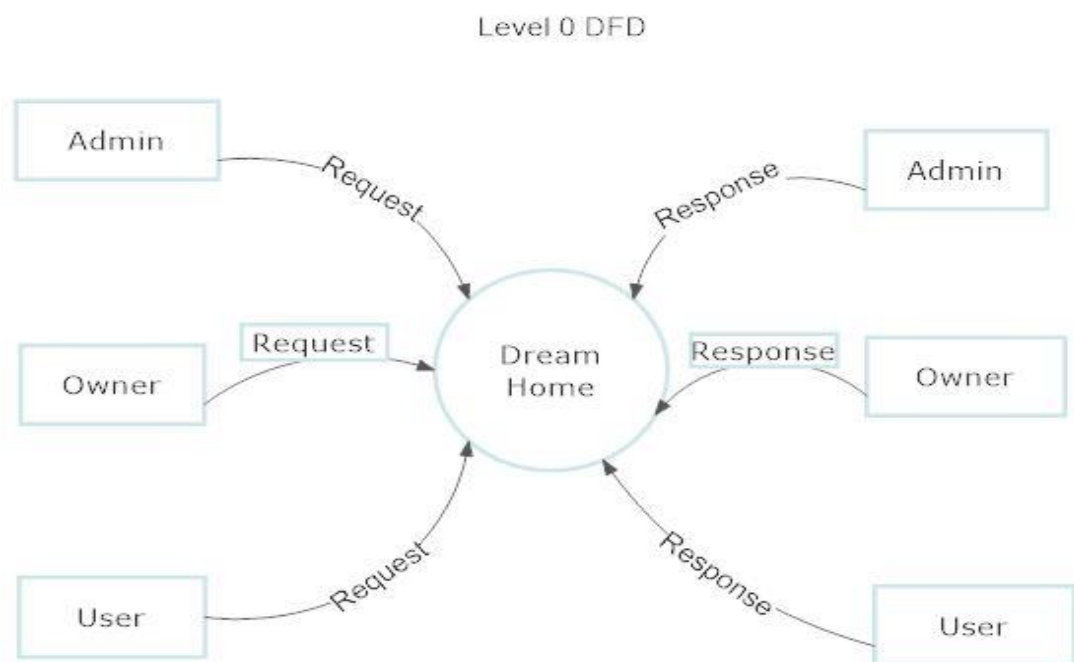 Level 0 DFD
Admin
Request
Response
Admin
Owner
Request
Dream
Home
Response
Owner
User
Request
Response
User